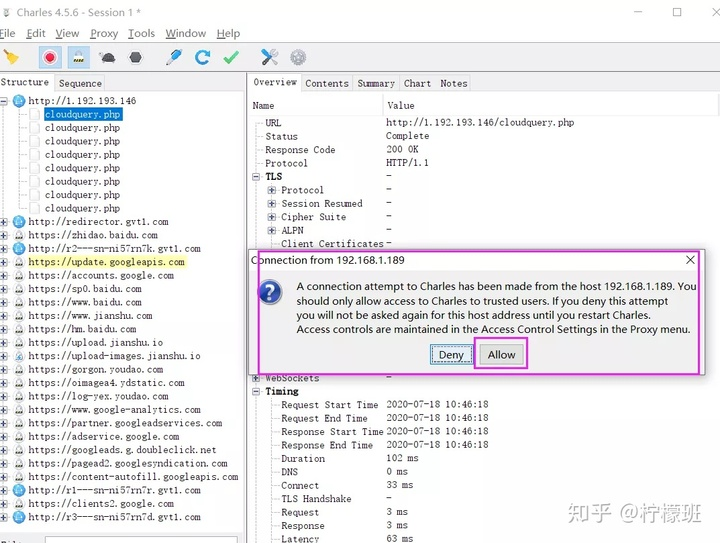 Charles 4.5.6 - Session 1 *
File Edit View Proxy Tools Window Help
Structure Sequence
http://1.192.193.146
cloudquery.php
cloudquery.php
cloudquery.php
cloudquery.php
cloudquery.php
cloudquery.php
cloudquery.php
cloudquery.php
http://redirector.gvt1.com
https://zhidao.baidu.com
http://r2---sn-ni57rn7k.gvt1.com
https://update.googleapis.com
https://accounts.google.com
https://sp0.baidu.com
https://www.baidu.com
https://www.jianshu.com
https://hm.baidu.com
https://upload.jianshu.io
https://upload-images.jianshu.io
https://gorgon.youdao.com
https://oimagea4.ydstatic.com
https://log-yex.youdao.com
https://www.google-analytics.com
https://partner.googleadservices.com
https://adservice.google.com
https://googleads.g.doubleclick.net
https://pagead2.googlesyndication.com
https://content-autofill.googleapis.com
http://r1---sn-ni57rn7r.gvt1.com
https://clients2.google.com
http://r3---sn-ni57rn7d.gvt1.com
Filter:
Overview Contents Summary Chart Notes
Name Value
URL http://1.192.193.146/cloudquery.php
Status Complete
Response Code 200 OK
Protocol HTTP/1.1
TLS -
Protocol -
Session Resumed -
Cipher Suite -
ALPN -
Client Certificates -
Connection from 192.168.1.189
A connection attempt to Charles has been made from the host 192.168.1.189. You
should only allow access to Charles to trusted users. If you deny this attempt
you will not be asked again for this host address until you restart Charles.
Access controls are maintained in the Access Control Settings in the Proxy menu.
Deny Allow
WebSockets -
Timing
Request Start Time 2020-07-18 10:46:18
Request End Time 2020-07-18 10:46:18
Response Start Time 2020-07-18 10:46:18
Response End Time 2020-07-18 10:46:18
Duration 102 ms
DNS 0 ms
Connect 33 ms
TLS Handshake -
Request 3 ms
Response 3 ms
Latency 63 ms
知乎 @柠檬班